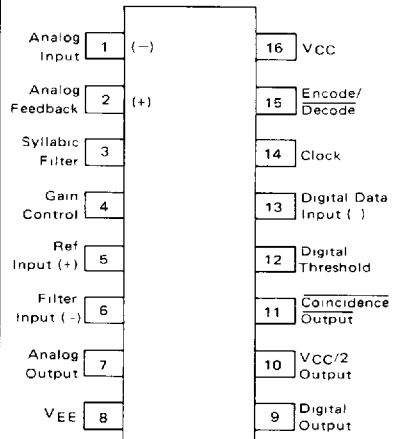 Analog
Input
1
(−)
Analog
Feedback
2
(+)
Syllabic
Filter
3
Gain
Control
4
Ref
Input (+)
5
Filter
Input (-)
6
Analog
Output
7
VEE
8
16
VCC
15
Encode/
Decode
14
Clock
13
Digital Data
Input ( )
12
Digital
Threshold
11
Coincidence
Output
10
VCC/2
Output
9
Digital
Output